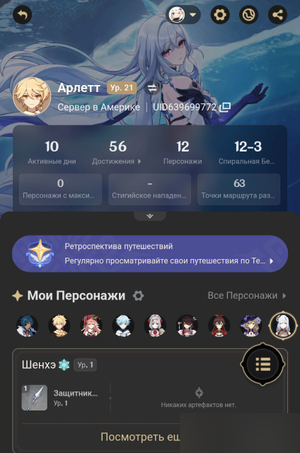 Арлетт Ур. 21
Сервер в Америке UID639699772
10 56 12 12-3
Активные дни Достижения Персонажи Спиральная Бе...
0 - 63
Персонажи с макси... Стигийское нападен... Точки маршрута раз...
Ретроспектива путешествий
Регулярно просматривайте свои путешествия по Те...
Мои Персонажи Все Персонажи
Шенхэ Ур. 1
1 Защитник...
Ур. 1
Никаких артефактов нет.
Посмотреть ещ